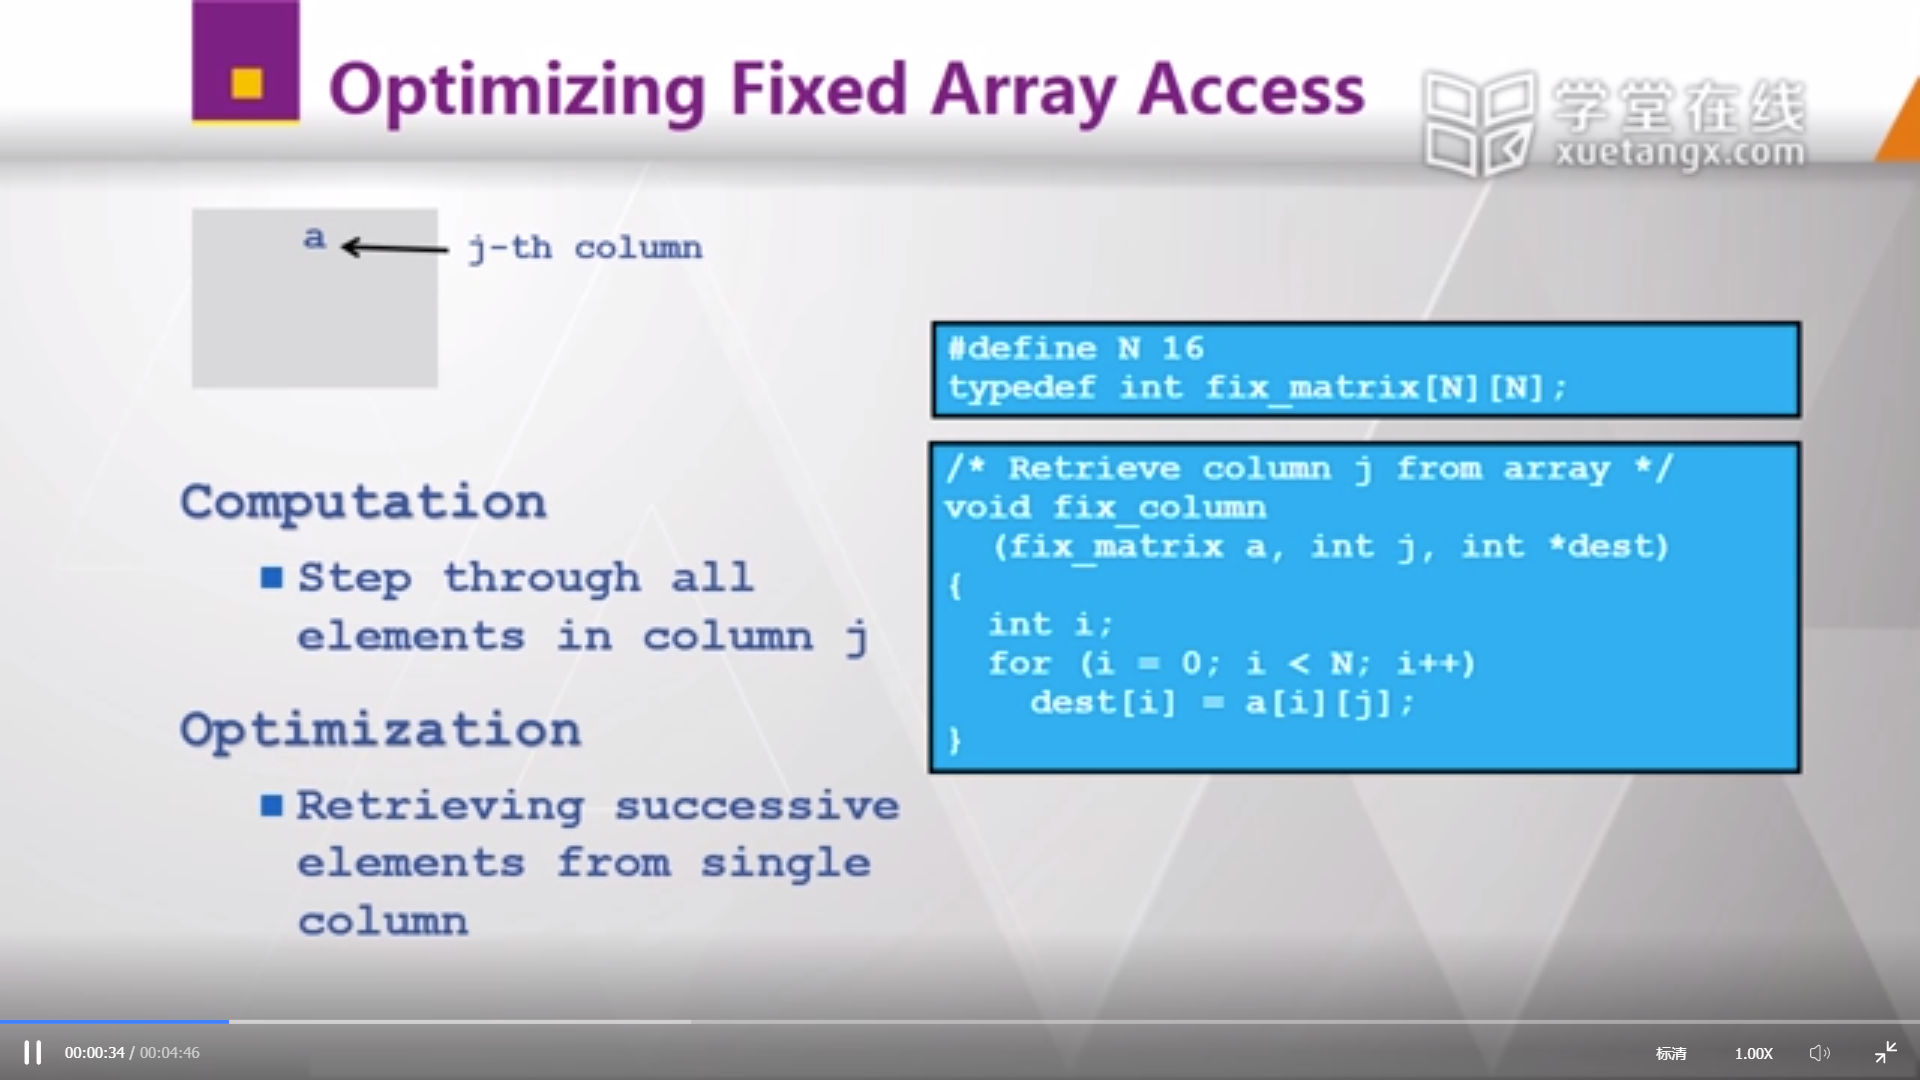 Optimizing Fixed Array Access
学堂在线
xuetangx.com
a
j-th column
#define N 16
typedef int fix_matrix[N][N];
/* Retrieve column j from array */
void fix_column
(fix_matrix a, int j, int *dest)
{
int i;
for (i = 0; i < N; i++)
dest[i] = a[i][j];
}
Computation
Step through all
elements in column j
Optimization
Retrieving successive
elements from single
column
00:00:34 / 00:04:46
标清
1.00X